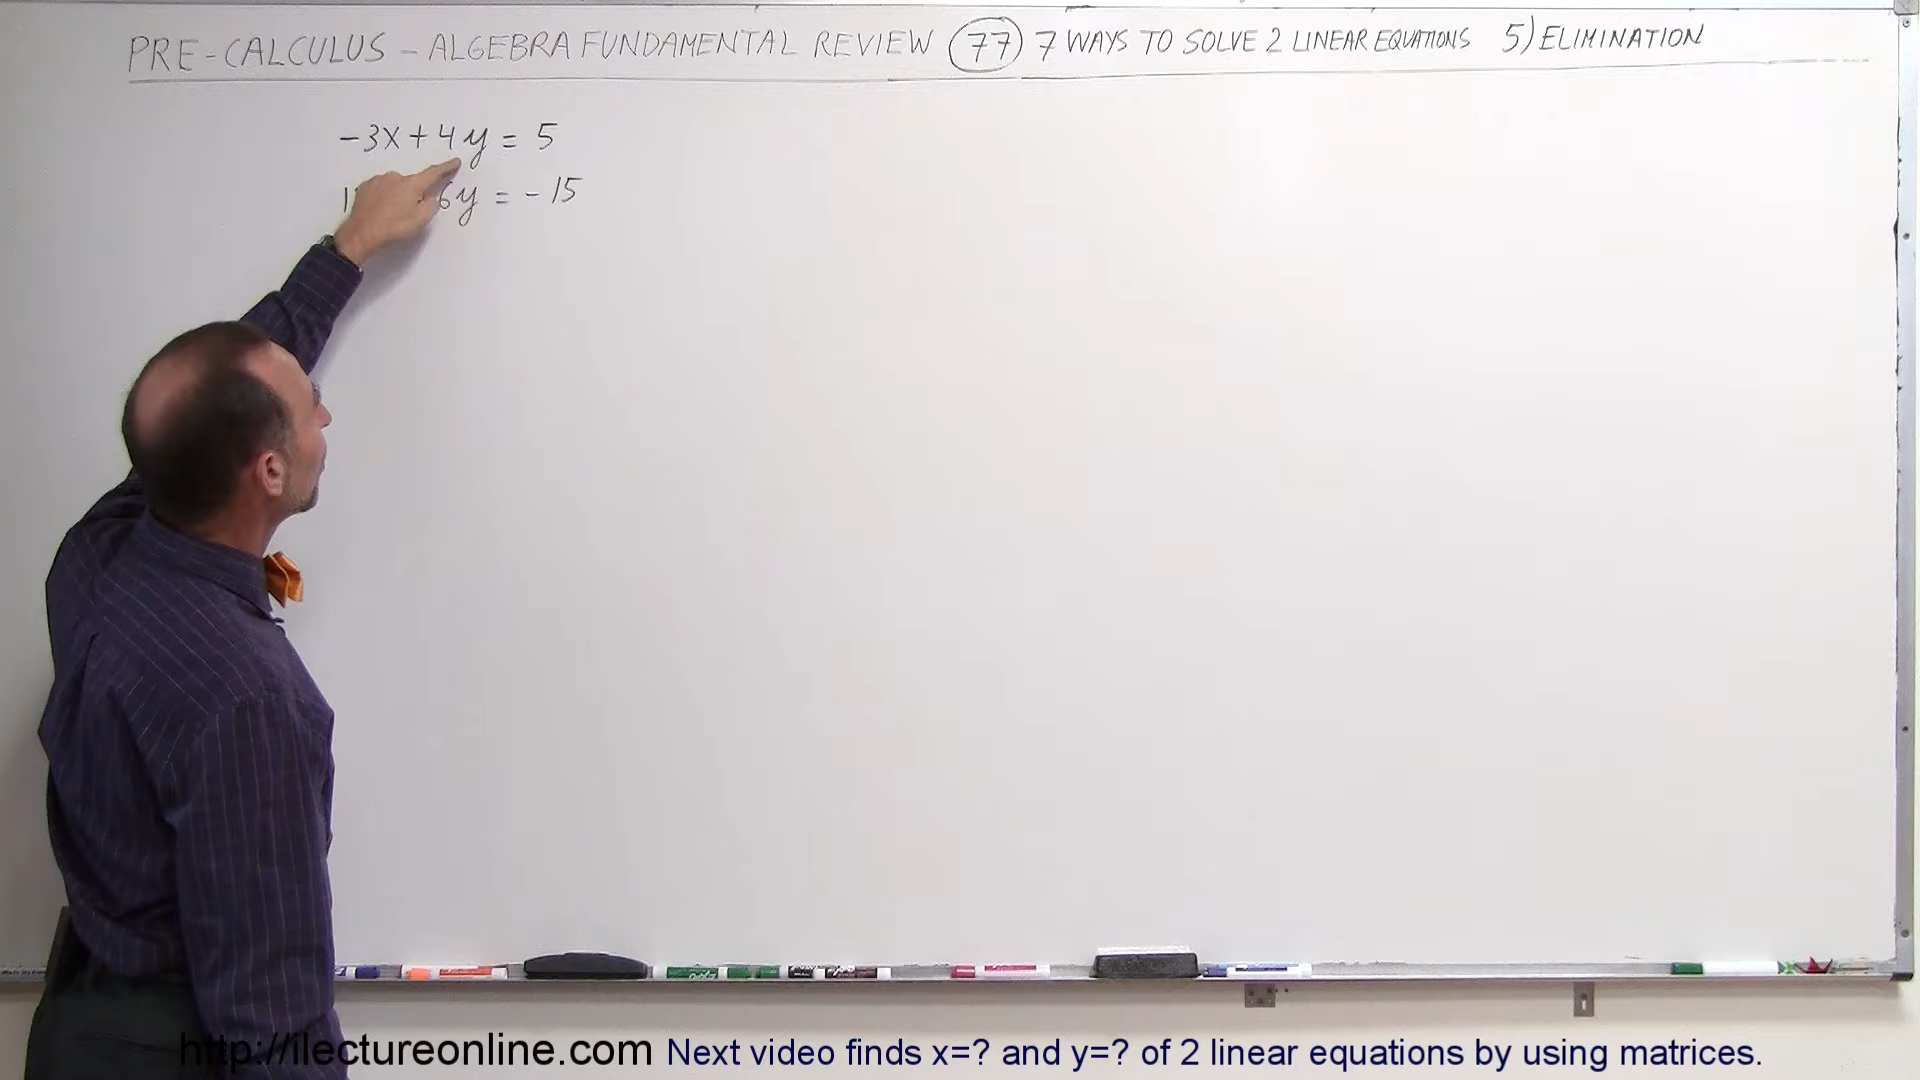 PRE-CALCULUS - ALGEBRA FUNDAMENTAL REVIEW 77 7 WAYS TO SOLVE 2 LINEAR EQUATIONS 5) ELIMINATION
-3x + 4y = 5
6y = -15
http://ilectureonline.com Next video finds x=? and y=? of 2 linear equations by using matrices.